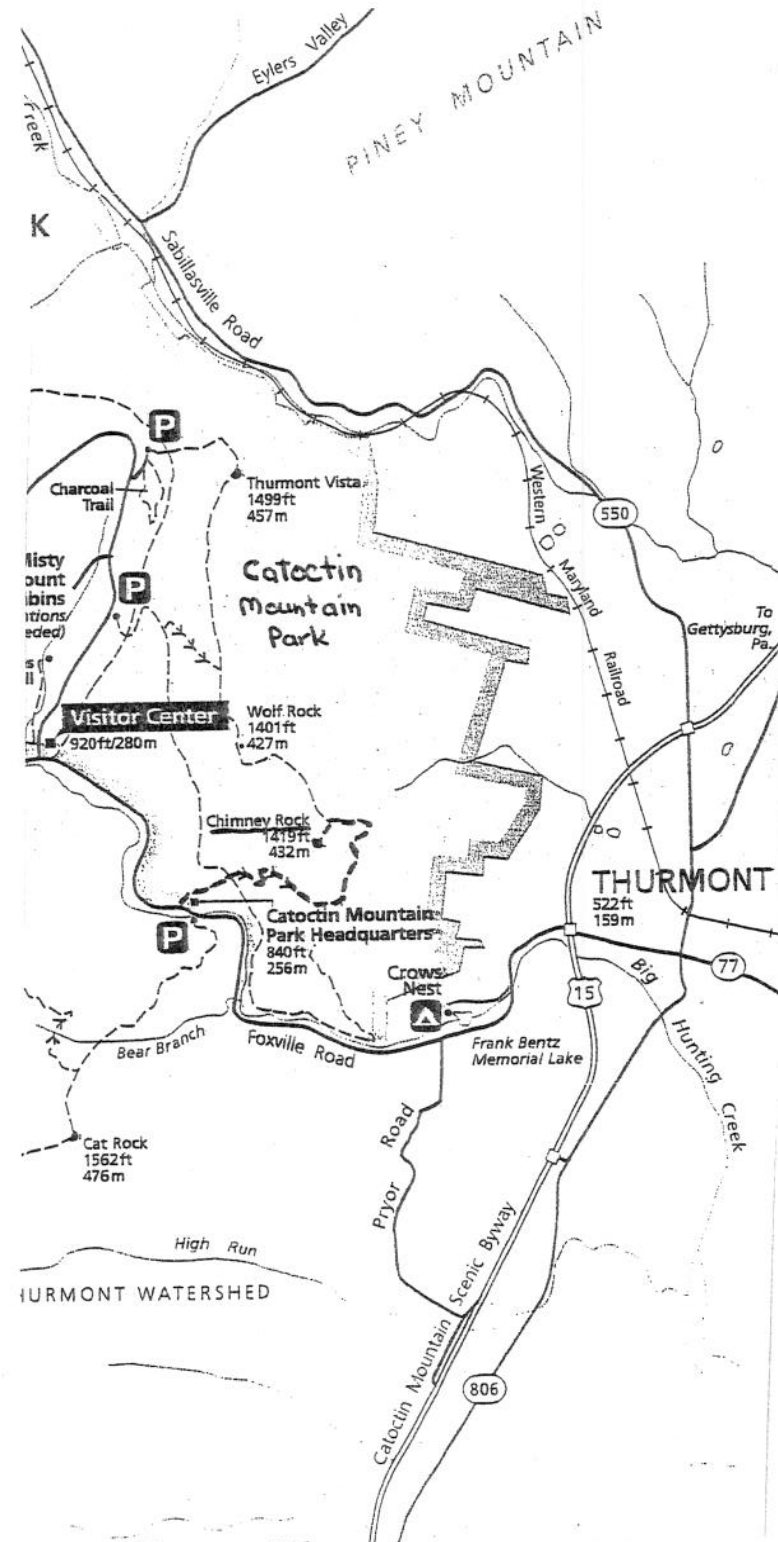 Eylers Valley
PINEY MOUNTAIN
reek
K
Sabillasville Road
P
Charcoal
Trail
Thurmont Vista
1499ft
457m
Western Maryland Railroad
550
Misty
ount
bins
tions
eded)
P
Catoctin
Mountain
Park
To
Gettysburg,
Pa.
s
ll
Visitor Center
920ft/280m
Wolf Rock
1401ft
427m
Chimney Rock
1419ft
432m
THURMONT
522ft
159m
Catoctin Mountain
Park Headquarters
840ft
256m
P
Crows
Nest
77
15
Big Hunting Creek
Bear Branch
Foxville Road
Frank Bentz
Memorial Lake
Pryor Road
Cat Rock
1562ft
476m
High Run
HURMONT WATERSHED
Catoctin Mountain Scenic Byway
806